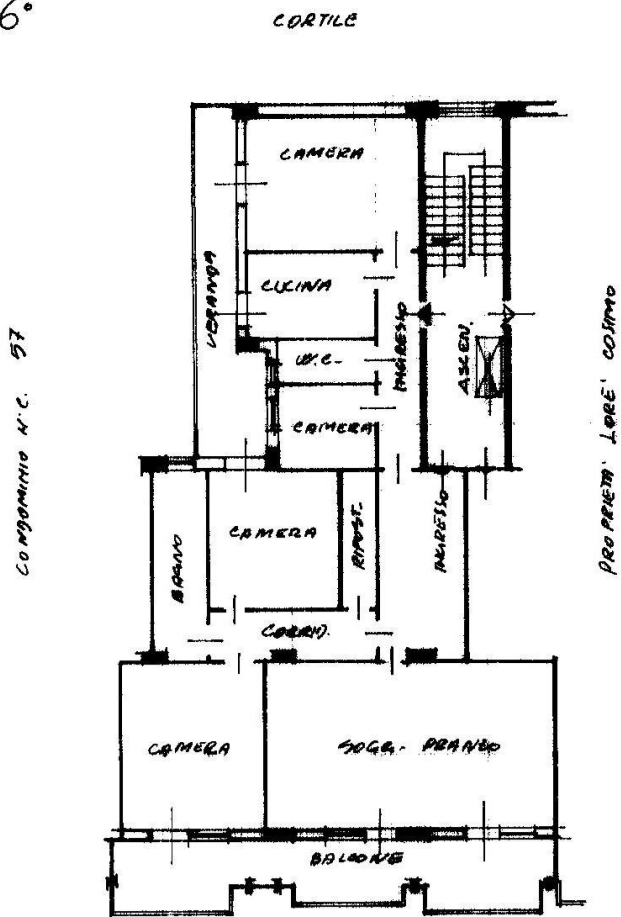 6°
CORTILE
CAMERA
VERANDA
CUCINA
INGRESSO
ASCEN.
W.C.
CAMERA
CONDOMINIO N.C. 57
PROPRIETA' LORE' COSIMO
BAGNO
CAMERA
RIPOST.
INGRESSO
CORRID.
CAMERA
SOGG. PRANZO
BALCONE